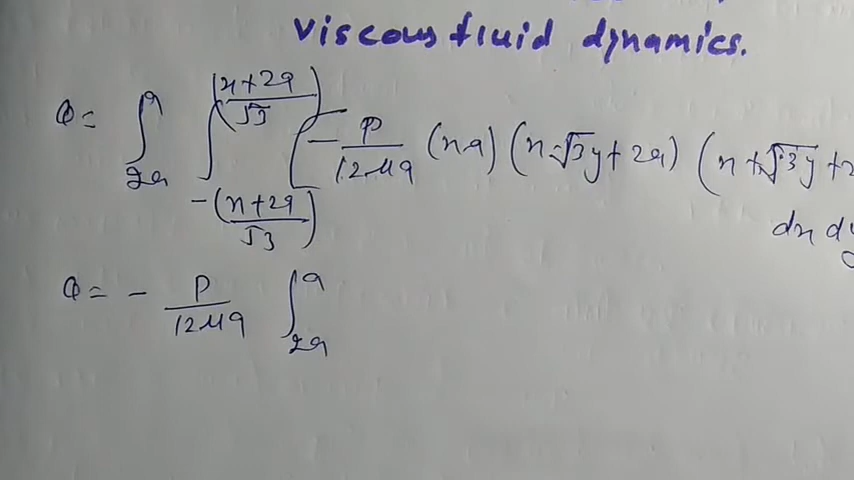 Viscous fluid dynamics.
Q = ∫_{2a}^{a} ∫_{-(x+2a)/√3}^{(x+2a)/√3} [ - P/12μa (x-a) (x-√3y+2a) (x+√3y+2
dx dy
Q = - P/12μa ∫_{2a}^{a}